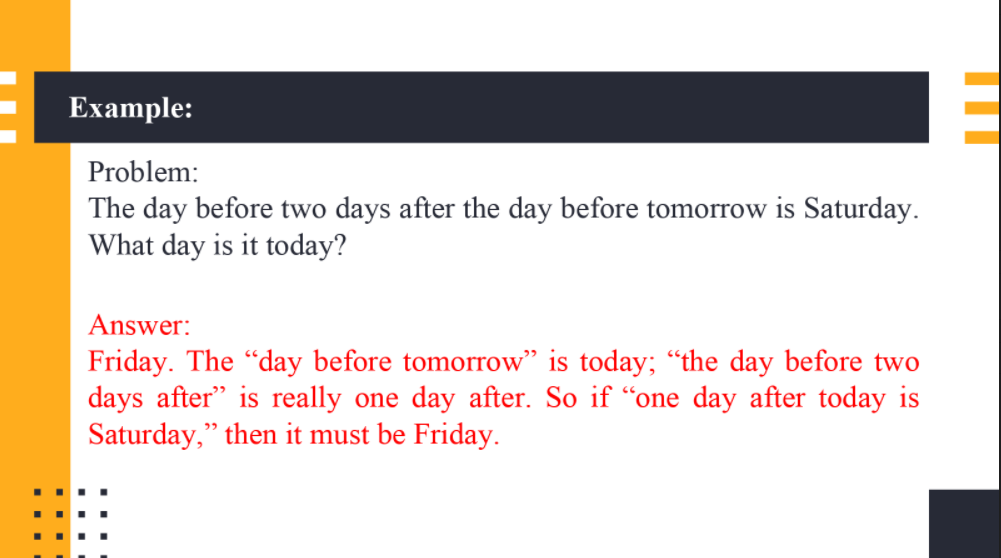 Example:
Problem:
The day before two days after the day before tomorrow is Saturday.
What day is it today?
Answer:
Friday. The “day before tomorrow” is today; “the day before two
days after” is really one day after. So if “one day after today is
Saturday,” then it must be Friday.